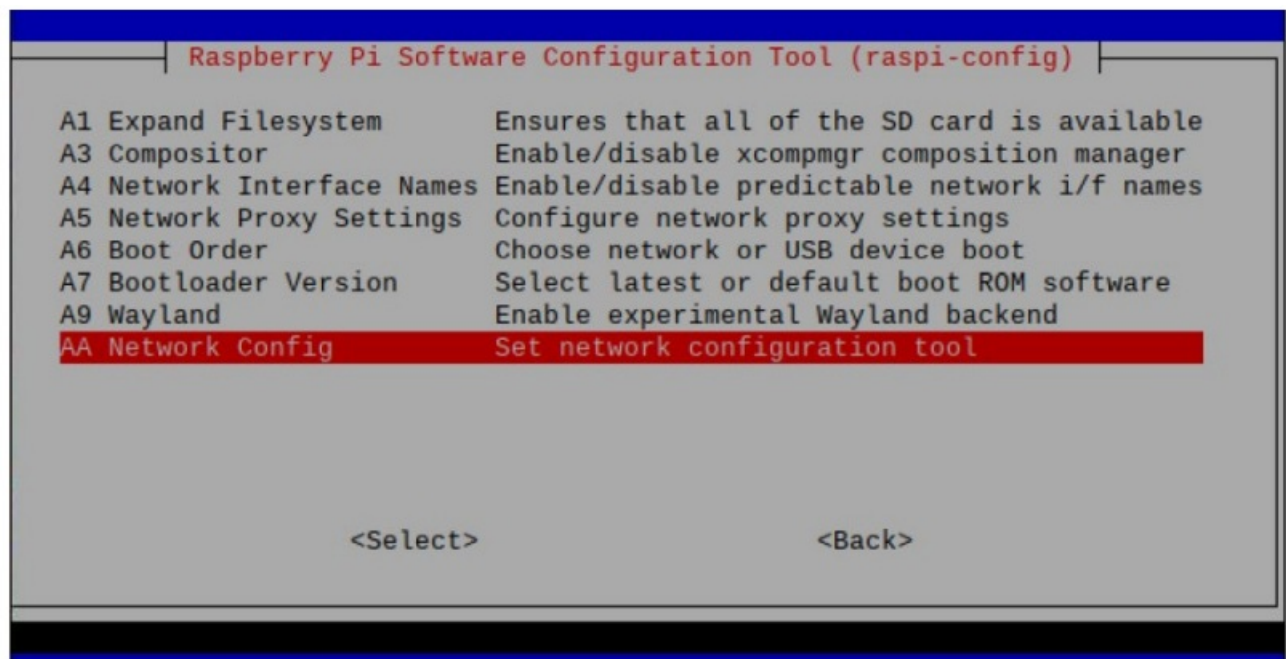 Raspberry Pi Software Configuration Tool (raspi-config)
A1 Expand Filesystem Ensures that all of the SD card is available
A3 Compositor Enable/disable xcompmgr composition manager
A4 Network Interface Names Enable/disable predictable network i/f names
A5 Network Proxy Settings Configure network proxy settings
A6 Boot Order Choose network or USB device boot
A7 Bootloader Version Select latest or default boot ROM software
A9 Wayland Enable experimental Wayland backend
AA Network Config Set network configuration tool
<Select> <Back>